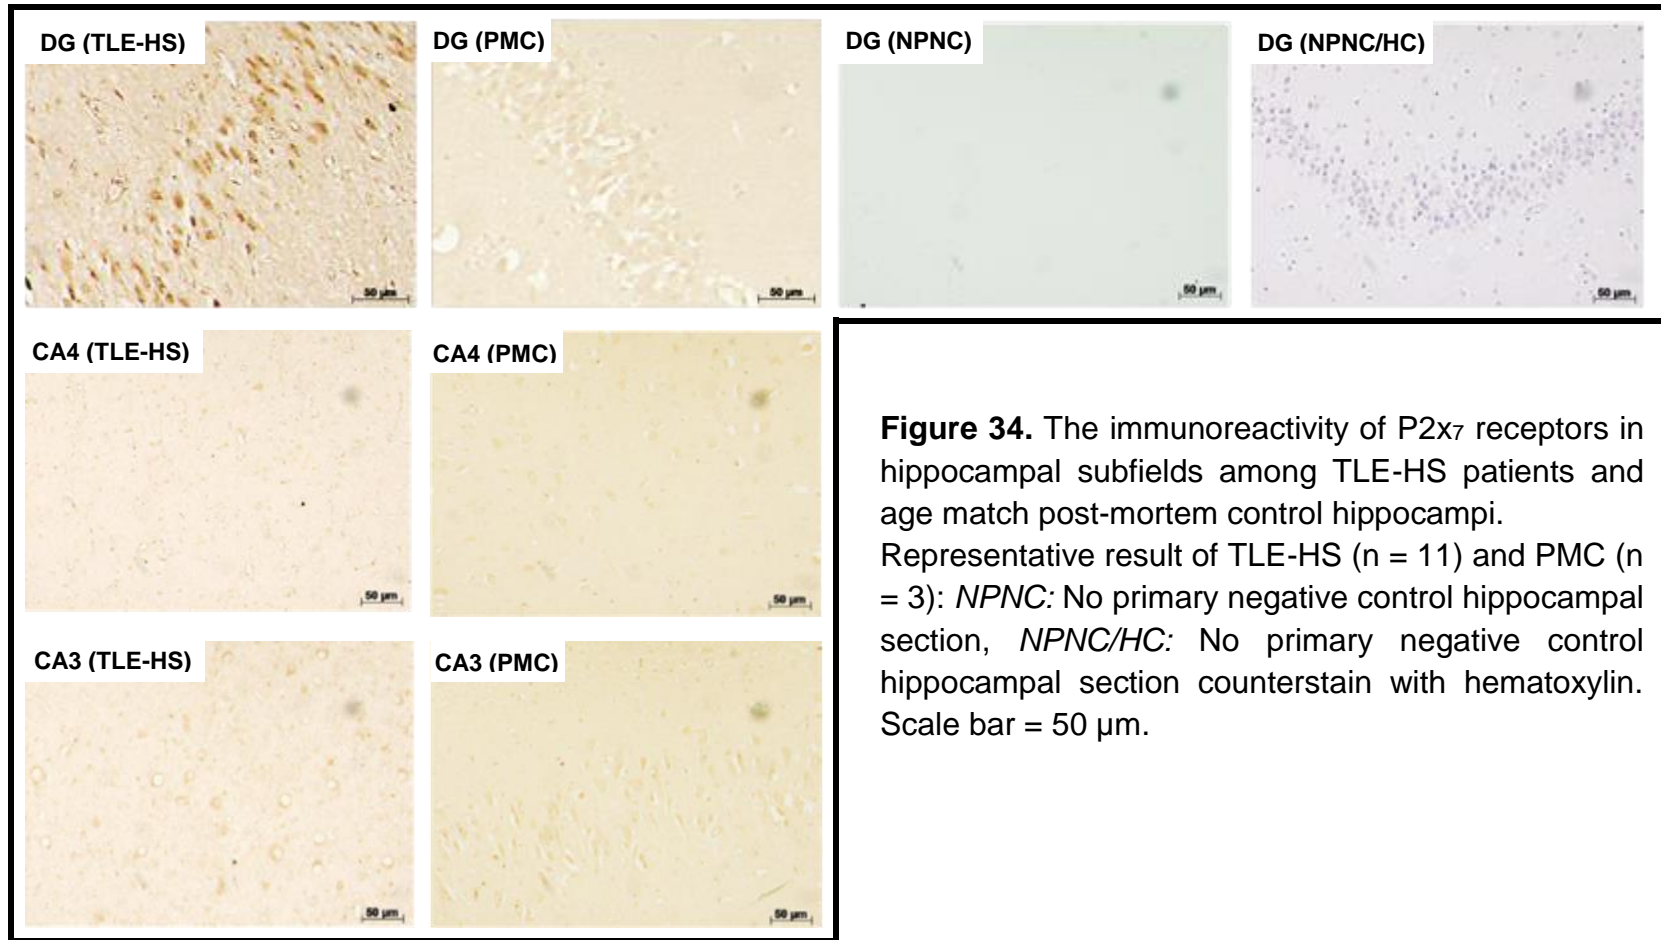 DG (TLE-HS)
DG (PMC)
DG (NPNC)
DG (NPNC/HC)
50 µm
50 µm
50 µm
50 µm
CA4 (TLE-HS)
CA4 (PMC)
50 µm
50 µm
CA3 (TLE-HS)
CA3 (PMC)
50 µm
50 µm
Figure 34. The immunoreactivity of P2x₇ receptors in
hippocampal subfields among TLE-HS patients and
age match post-mortem control hippocampi.
Representative result of TLE-HS (n = 11) and PMC (n
= 3): NPNC: No primary negative control hippocampal
section, NPNC/HC: No primary negative control
hippocampal section counterstain with hematoxylin.
Scale bar = 50 µm.